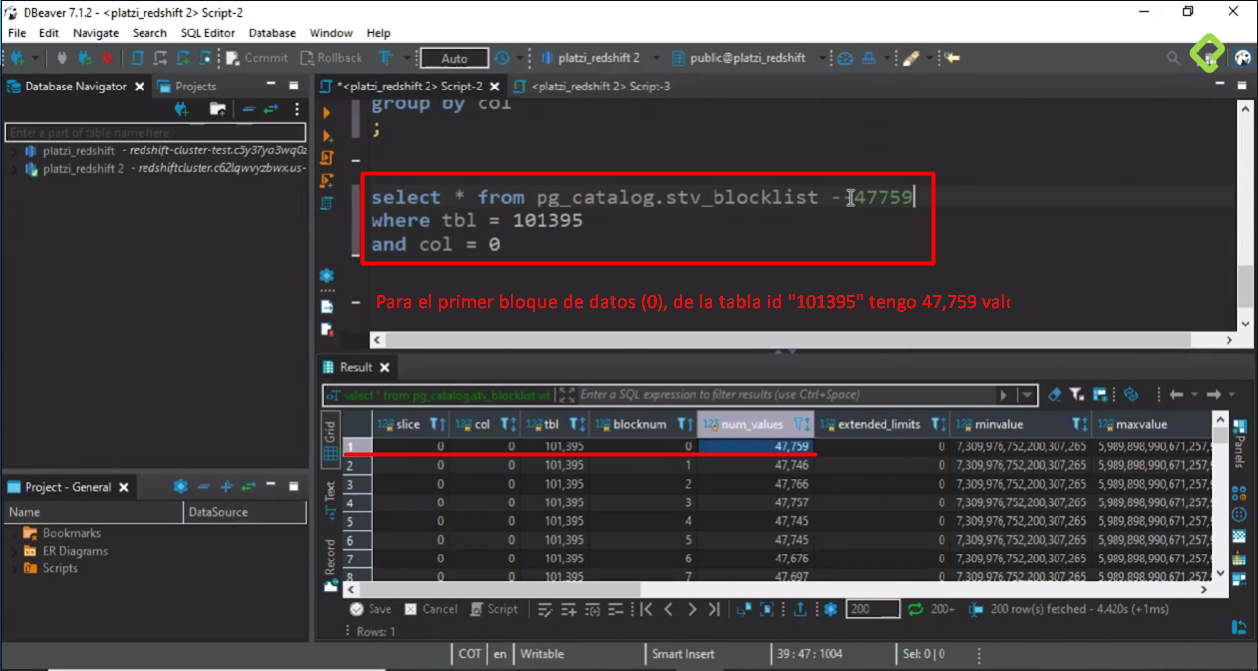 DBeaver 7.1.2 - <platzi_redshift 2> Script-2
File Edit Navigate Search SQL Editor Database Window Help
Commit Rollback Auto platzi_redshift 2 public@platzi_redshift
Database Navigator Projects
*<platzi_redshift 2> Script-2 <platzi_redshift 2> Script-3
Enter a part of table name here
platzi_redshift - redshift-cluster-test.c5y37ya3wq0z
platzi_redshift 2 - redshiftcluster.c62lqwvyzbwx.us-
group by col
;
select * from pg_catalog.stv_blocklist --47759
where tbl = 101395
and col = 0
Para el primer bloque de datos (0), de la tabla id "101395" tengo 47,759 valo
Result
select * from pg_catalog.stv_blocklist wh Enter a SQL expression to filter results (use Ctrl+Space)
Grid
Text
Record
Panels
slice col tbl blocknum num_values extended_limits minvalue maxvalue
1 0 0 101,395 0 47,759 0 7,309,976,752,200,307,265 5,989,898,990,671,257,
2 0 0 101,395 1 47,746 0 7,309,976,752,200,307,265 5,989,898,990,671,257,
3 0 0 101,395 2 47,766 0 7,309,976,752,200,307,265 5,989,898,990,671,257,
4 0 0 101,395 3 47,757 0 7,309,976,752,200,307,265 5,989,898,990,671,257,
5 0 0 101,395 4 47,745 0 7,309,976,752,200,307,265 5,989,898,990,671,257,
6 0 0 101,395 5 47,745 0 7,309,976,752,200,307,265 5,989,898,990,671,257,
7 0 0 101,395 6 47,676 0 7,309,976,752,200,307,265 5,989,898,990,671,257,
8 0 0 101,395 7 47,697 0 7,309,976,752,200,307,265 5,989,898,990,671,257,
Project - General
Name DataSource
Bookmarks
ER Diagrams
Scripts
Save Cancel Script 200 200+ 200 row(s) fetched - 4.420s (+1ms)
Rows: 1
COT en Writable Smart Insert 39 : 47 : 1004 Sel: 0 | 0